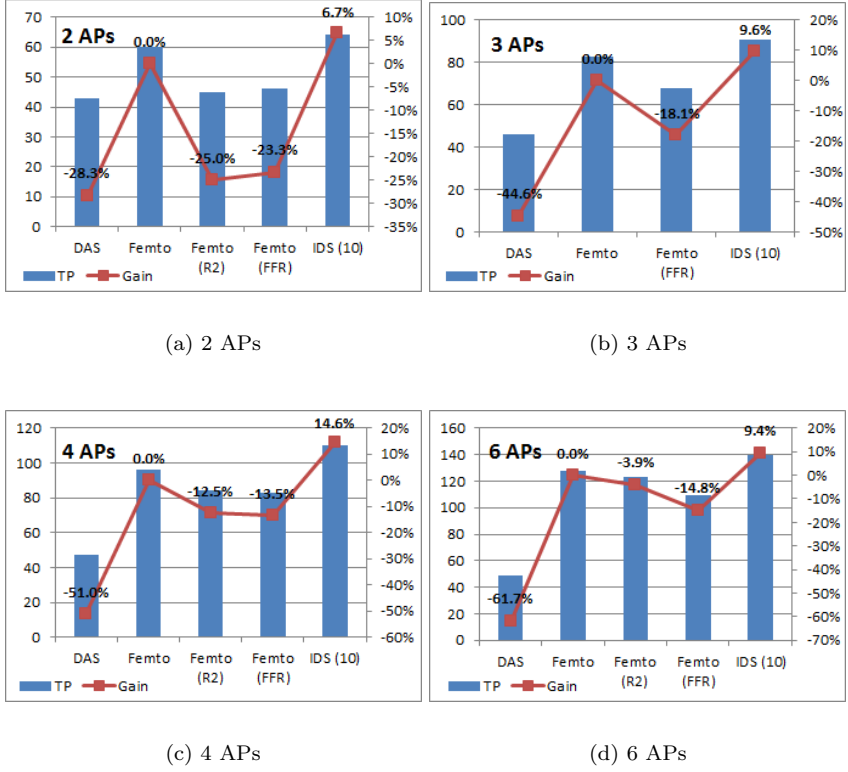 2 APs
70
60
50
40
30
20
10
0
10%
5%
0%
-5%
-10%
-15%
-20%
-25%
-30%
-35%
-28.3%
0.0%
-25.0%
-23.3%
6.7%
DAS
Femto
Femto (R2)
Femto (FFR)
IDS (10)
TP
Gain
(a) 2 APs
3 APs
100
80
60
40
20
0
20%
10%
0%
-10%
-20%
-30%
-40%
-50%
-44.6%
0.0%
-18.1%
9.6%
DAS
Femto
Femto (FFR)
IDS (10)
TP
Gain
(b) 3 APs
4 APs
120
100
80
60
40
20
0
20%
10%
0%
-10%
-20%
-30%
-40%
-50%
-60%
-51.0%
0.0%
-12.5%
-13.5%
14.6%
DAS
Femto
Femto (R2)
Femto (FFR)
IDS (10)
TP
Gain
(c) 4 APs
6 APs
160
140
120
100
80
60
40
20
0
20%
10%
0%
-10%
-20%
-30%
-40%
-50%
-60%
-70%
-61.7%
0.0%
-3.9%
-14.8%
9.4%
DAS
Femto
Femto (R2)
Femto (FFR)
IDS (10)
TP
Gain
(d) 6 APs